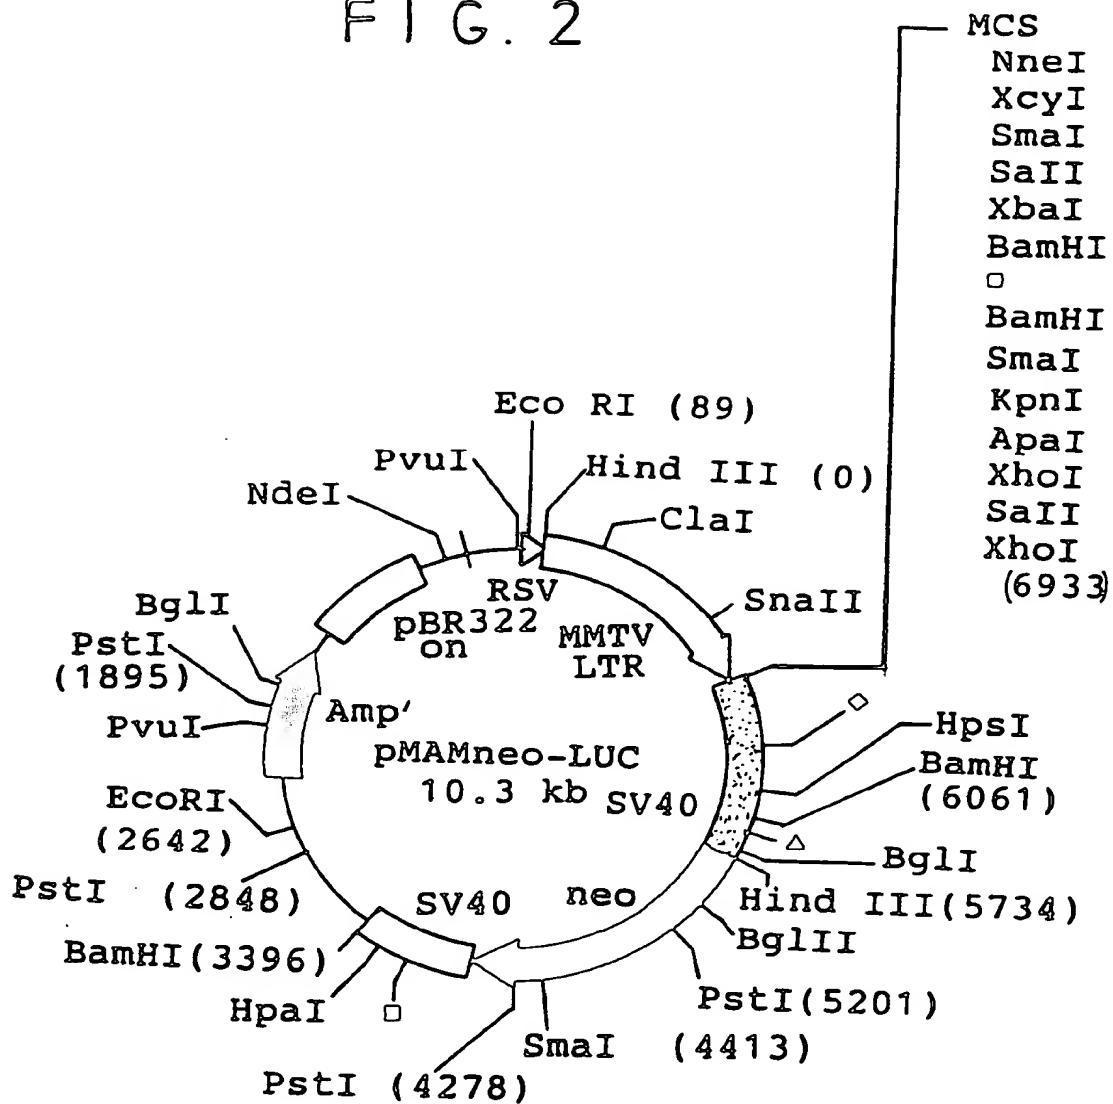 FIG. 2
MCS
NneI
XcyI
SmaI
SaII
XbaI
BamHI
BamHI
SmaI
KpnI
ApaI
XhoI
SaII
XhoI
(6933)
Eco RI (89)
PvuI
Hind III (0)
NdeI
ClaI
RSV
SnaII
BglI
pBR322
on
MMTV
LTR
PstI
(1895)
Amp'
PvuI
HpsI
pMAMneo-LUC
10.3 kb
BamHI
(6061)
SV40
EcoRI
(2642)
BglI
PstI (2848)
SV40
neo
Hind III(5734)
BglII
BamHI(3396)
HpaI
PstI(5201)
SmaI (4413)
PstI (4278)